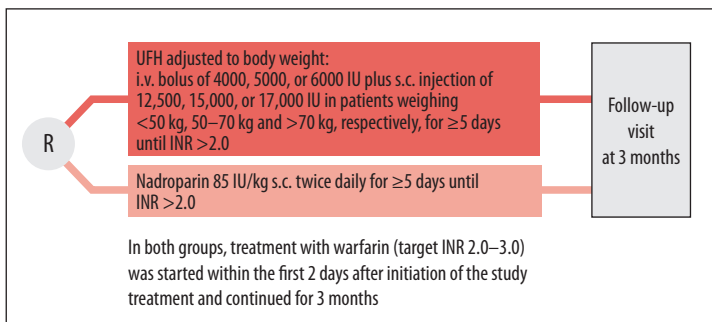 R
UFH adjusted to body weight:
i.v. bolus of 4000, 5000, or 6000 IU plus s.c. injection of
12,500, 15,000, or 17,000 IU in patients weighing
<50 kg, 50–70 kg and >70 kg, respectively, for ≥5 days
until INR >2.0
Nadroparin 85 IU/kg s.c. twice daily for ≥5 days until
INR >2.0
Follow-up
visit
at 3 months
In both groups, treatment with warfarin (target INR 2.0–3.0)
was started within the first 2 days after initiation of the study
treatment and continued for 3 months